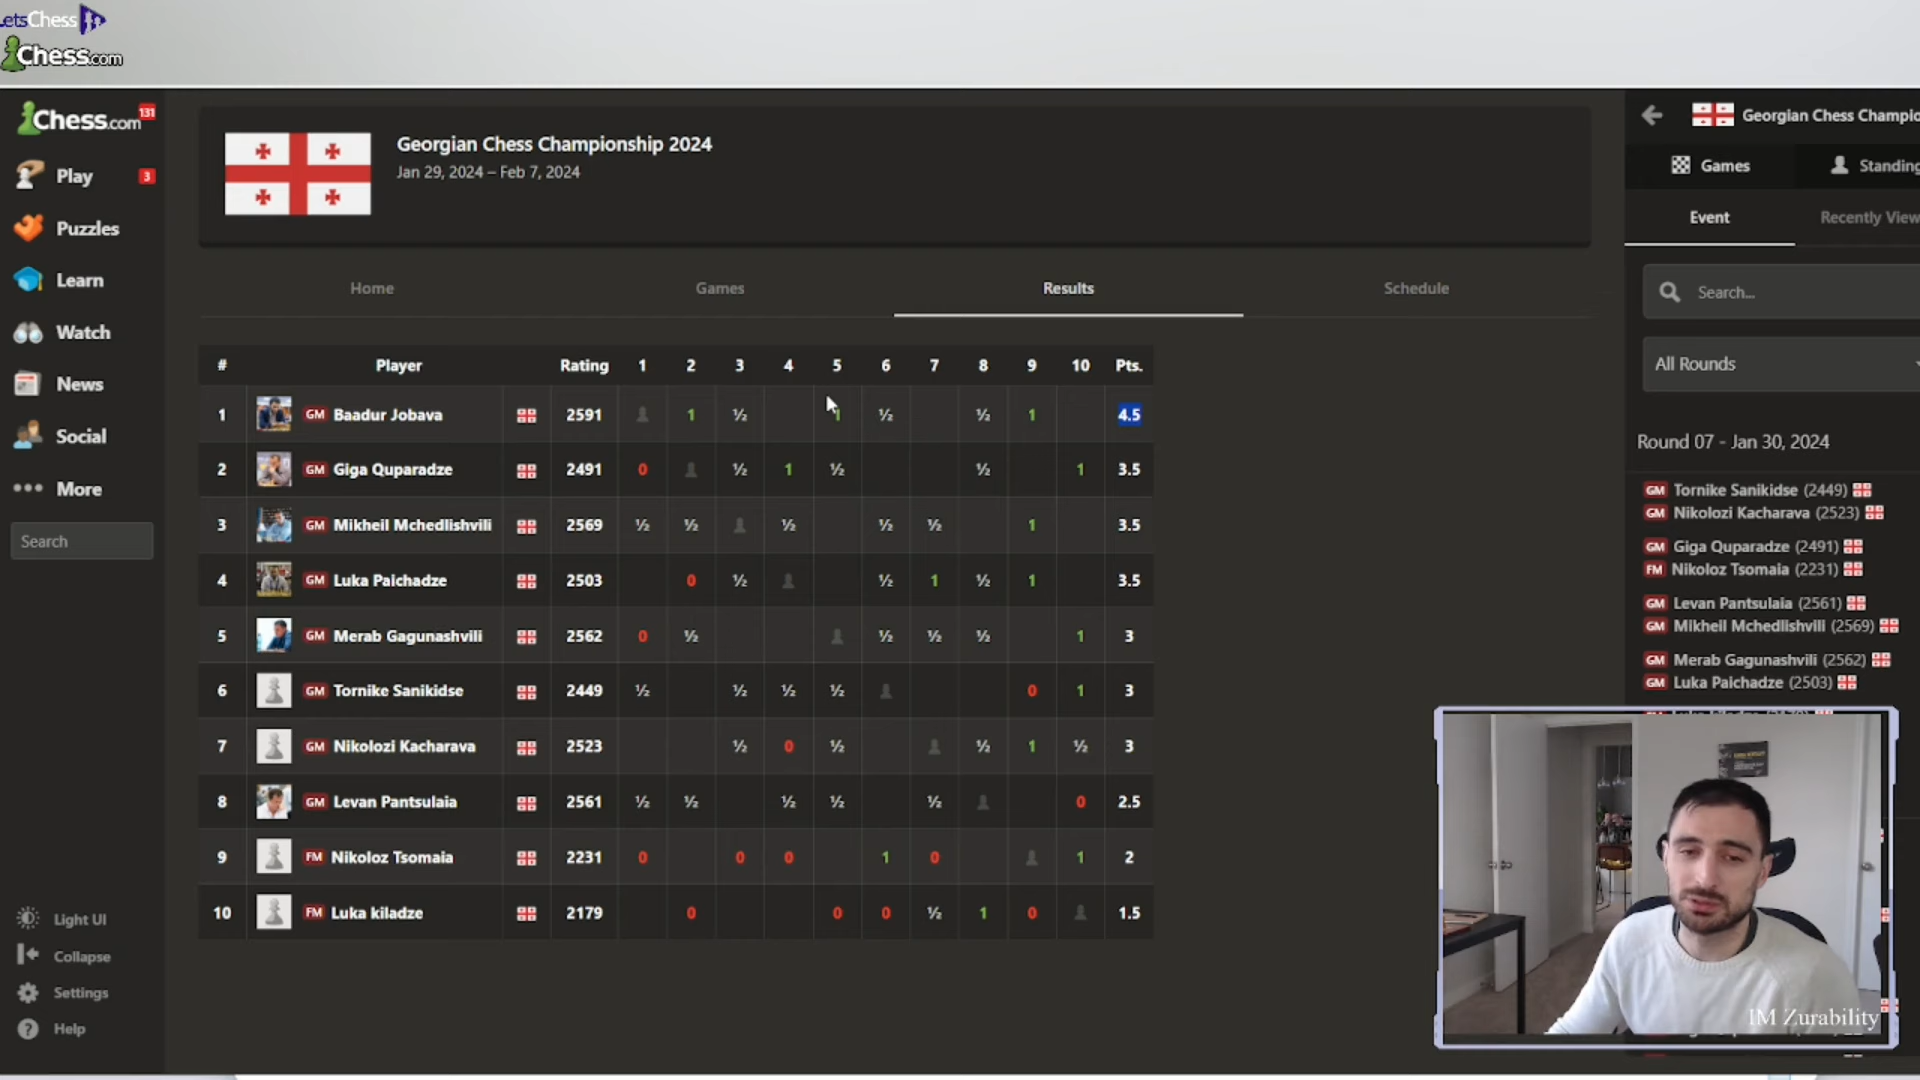 LetsChess
Chess.com
Chess.com 131
Play 3
Puzzles
Learn
Watch
News
Social
More
Search
Light UI
Collapse
Settings
Help
Georgian Chess Championship 2024
Jan 29, 2024 – Feb 7, 2024
Home Games Results Schedule
# Player Rating 1 2 3 4 5 6 7 8 9 10 Pts.
1 GM Baadur Jobava 2591 1 ½ 1 ½ ½ 1 4.5
2 GM Giga Quparadze 2491 0 ½ 1 ½ ½ 1 3.5
3 GM Mikheil Mchedlishvili 2569 ½ ½ ½ ½ ½ 1 3.5
4 GM Luka Paichadze 2503 0 ½ ½ 1 ½ 1 3.5
5 GM Merab Gagunashvili 2562 0 ½ ½ ½ ½ 1 3
6 GM Tornike Sanikidse 2449 ½ ½ ½ ½ 0 1 3
7 GM Nikolozi Kacharava 2523 ½ 0 ½ ½ 1 ½ 3
8 GM Levan Pantsulaia 2561 ½ ½ ½ ½ ½ 0 2.5
9 FM Nikoloz Tsomaia 2231 0 0 0 1 0 1 2
10 FM Luka kiladze 2179 0 0 0 ½ 1 0 1.5
Georgian Chess Champio
Games Standing
Event Recently View
Search...
All Rounds
Round 07 - Jan 30, 2024
GM Tornike Sanikidse (2449)
GM Nikolozi Kacharava (2523)
GM Giga Quparadze (2491)
FM Nikoloz Tsomaia (2231)
GM Levan Pantsulaia (2561)
GM Mikheil Mchedlishvili (2569)
GM Merab Gagunashvili (2562)
GM Luka Paichadze (2503)
IM Zurability